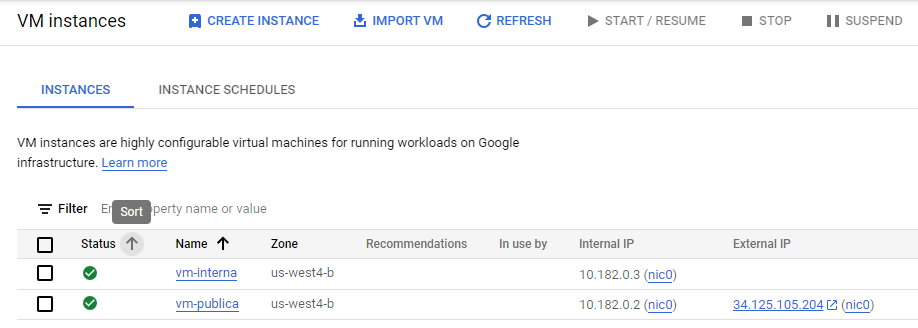 VM instances CREATE INSTANCE IMPORT VM REFRESH START / RESUME STOP SUSPEND
INSTANCES INSTANCE SCHEDULES
VM instances are highly configurable virtual machines for running workloads on Google
infrastructure. Learn more
Filter En property name or value
Sort
Status Name Zone Recommendations In use by Internal IP External IP
vm-interna us-west4-b 10.182.0.3 (nic0)
vm-publica us-west4-b 10.182.0.2 (nic0) 34.125.105.204 (nic0)